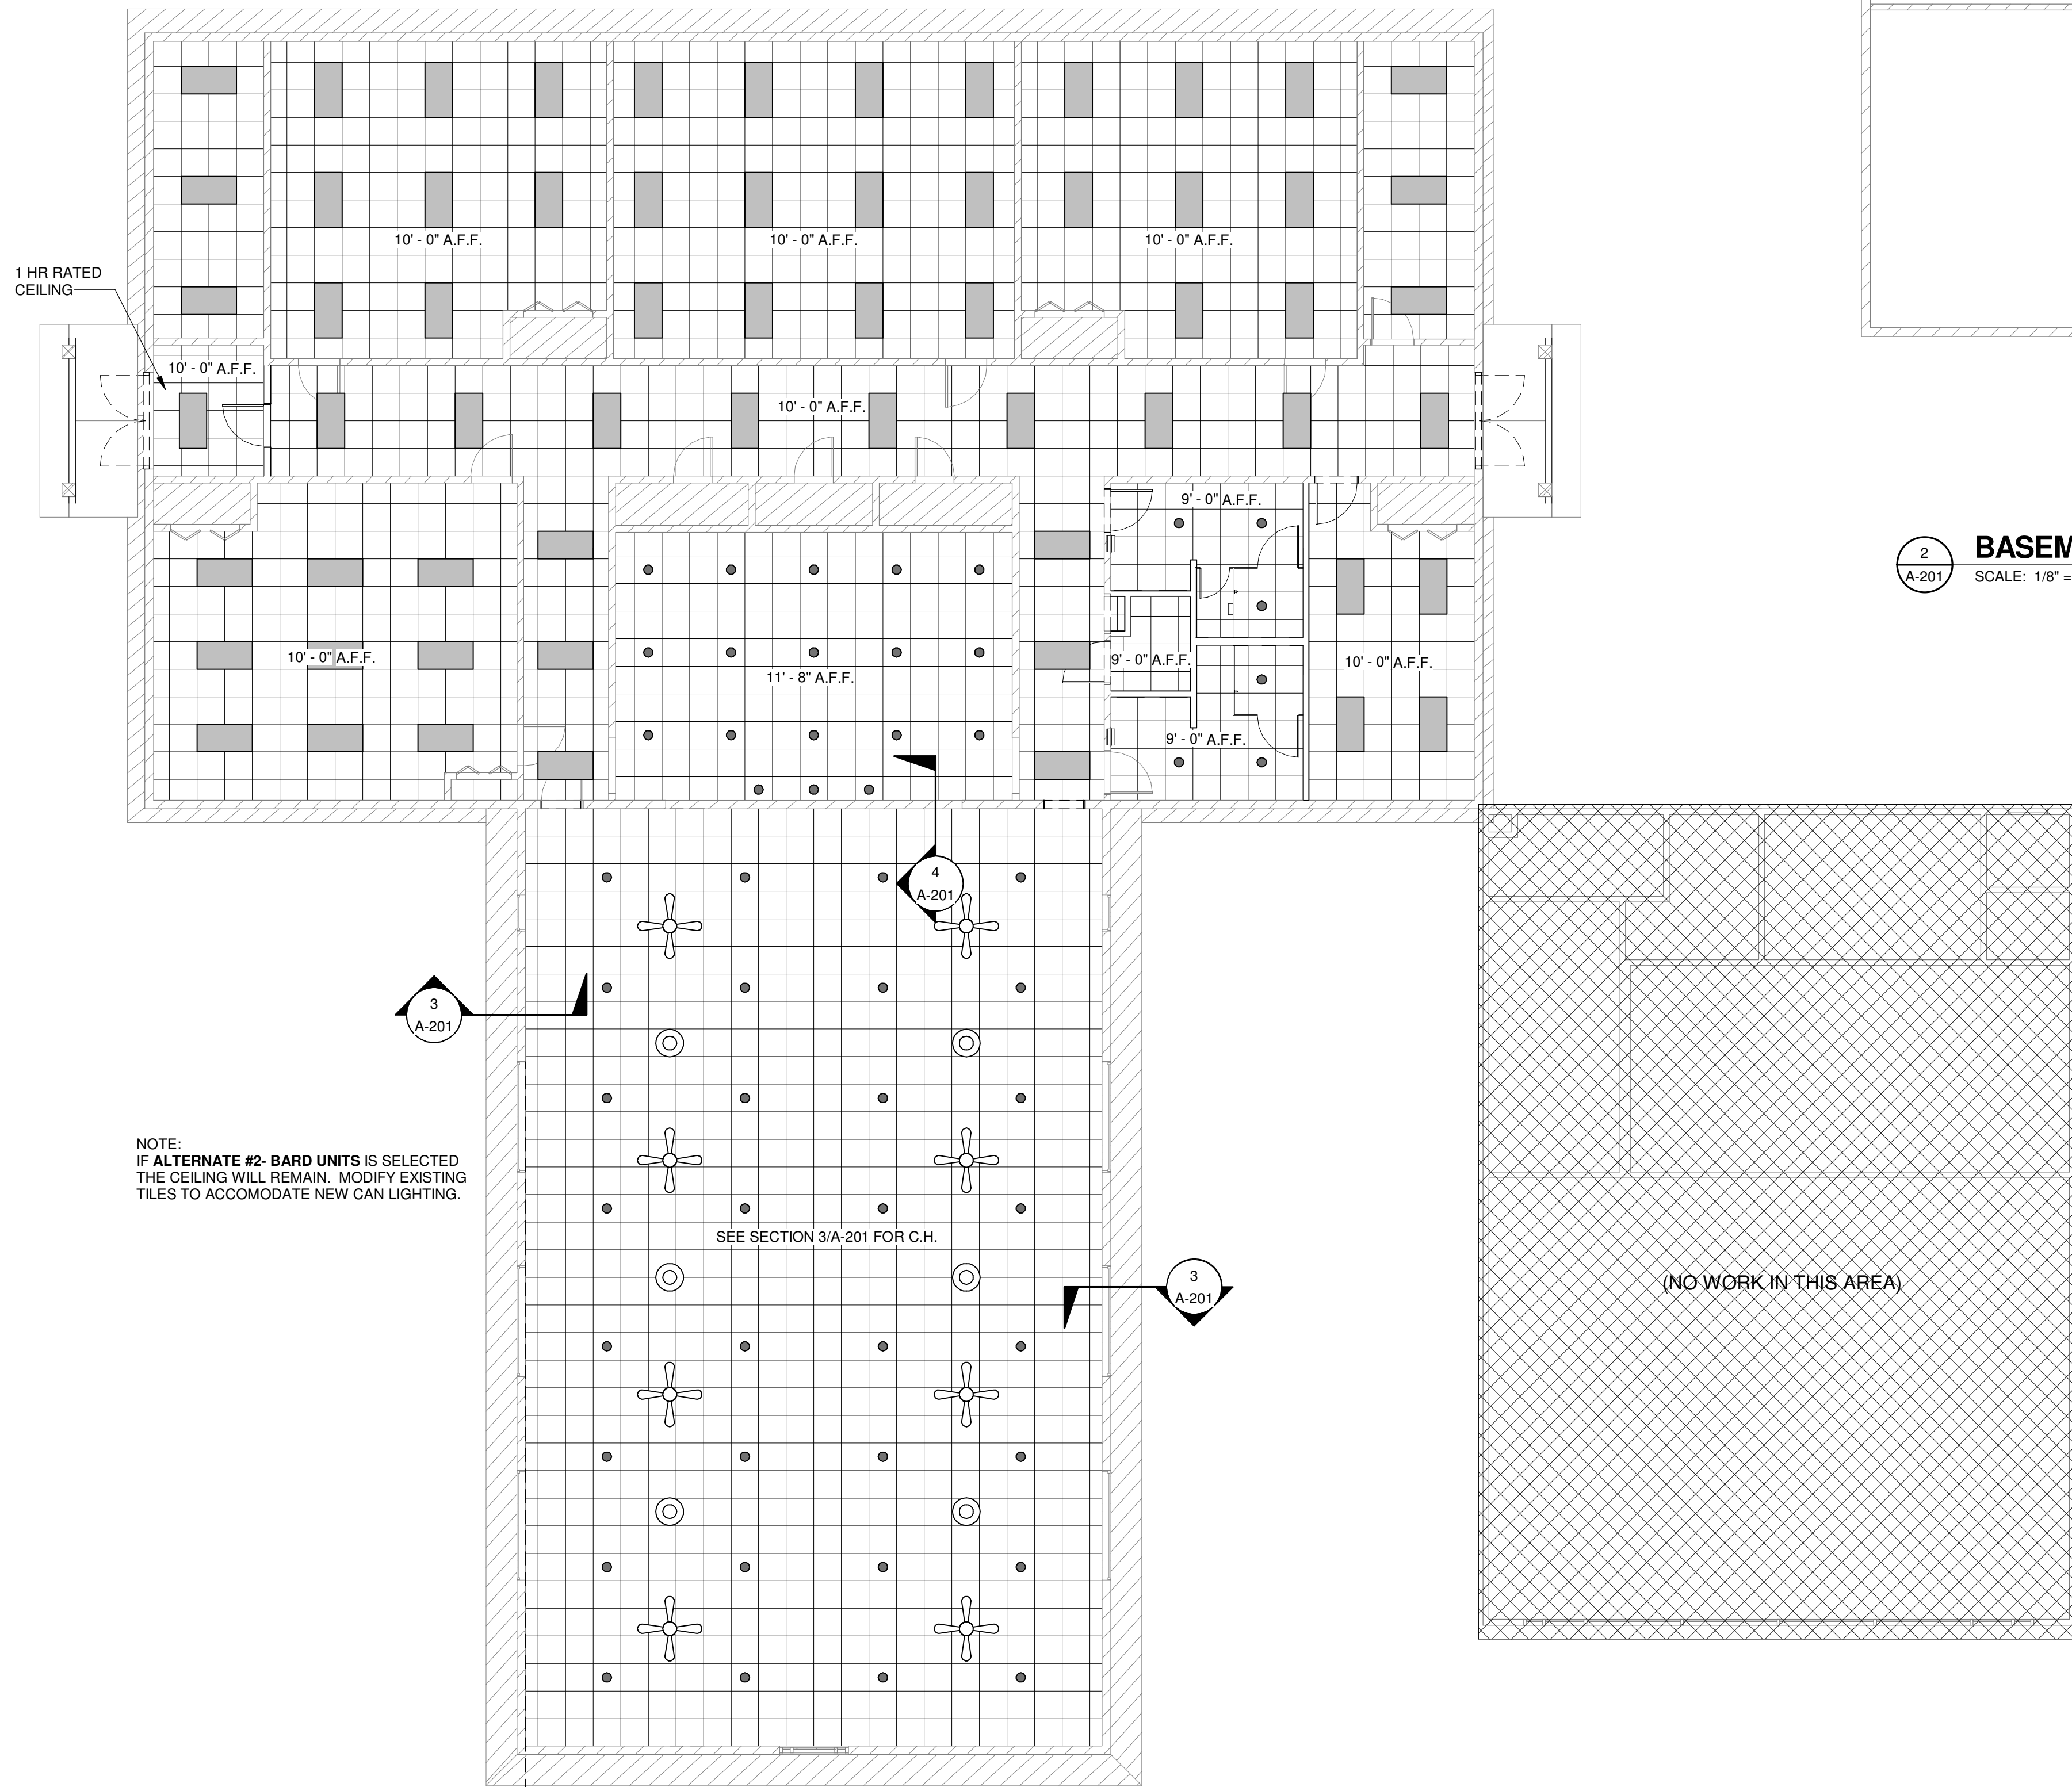 10' - 0" A.F.F.
10' - 0" A.F.F.
10' - 0" A.F.F.
1 HR RATED
CEILING
10' - 0" A.F.F.
10' - 0" A.F.F.
9' - 0" A.F.F.
2
A-201
BASEM
SCALE: 1/8" =
10' - 0" A.F.F.
11' - 8" A.F.F.
9' - 0" A.F.F.
10' - 0" A.F.F.
9' - 0" A.F.F.
4
A-201
3
A-201
NOTE:
IF ALTERNATE #2- BARD UNITS IS SELECTED
THE CEILING WILL REMAIN. MODIFY EXISTING
TILES TO ACCOMODATE NEW CAN LIGHTING.
SEE SECTION 3/A-201 FOR C.H.
3
A-201
(NO WORK IN THIS AREA)